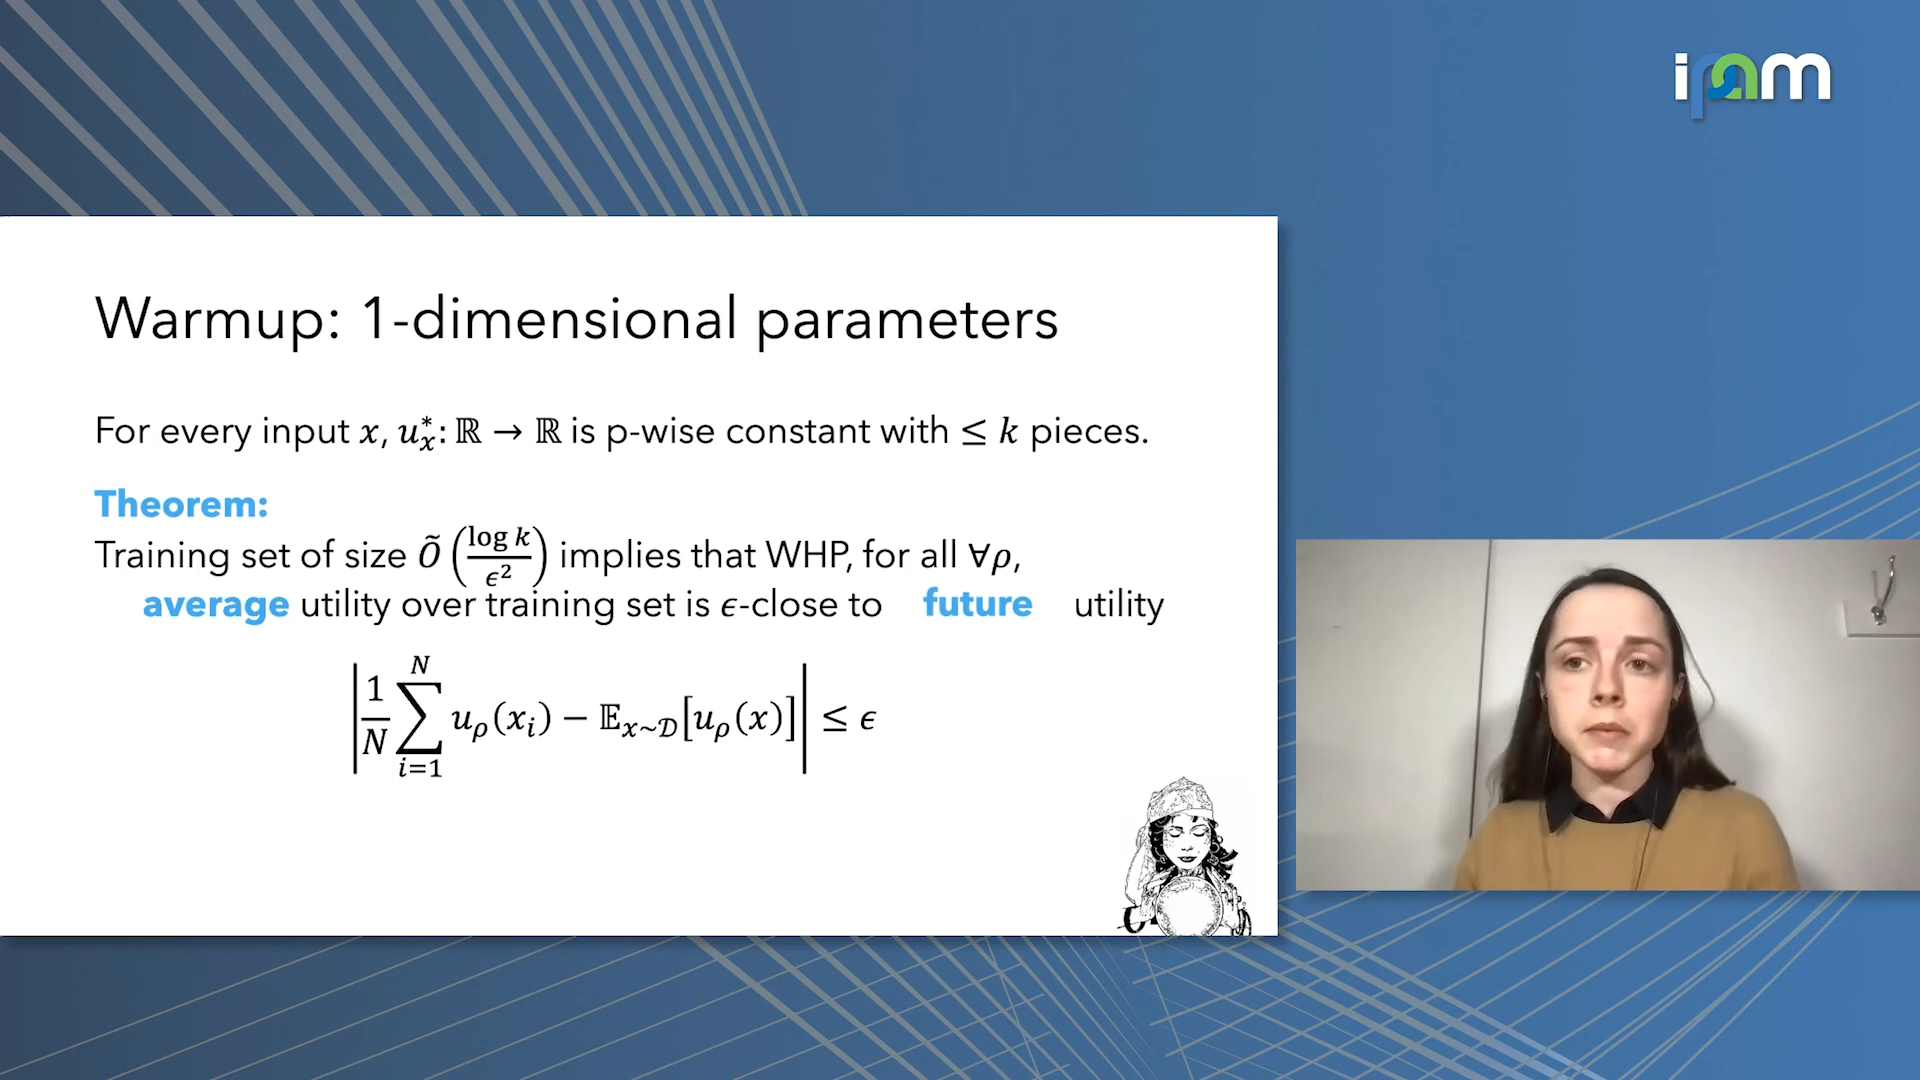 ipam
Warmup: 1-dimensional parameters
For every input x, u*ₓ: ℝ → ℝ is p-wise constant with ≤ k pieces.
Theorem:
Training set of size Õ (log k / ϵ²) implies that WHP, for all ∀ρ,
average utility over training set is ϵ-close to future utility
|1/N ∑_{i=1}^{N} u_ρ(x_i) − 𝔼_{x~𝒟}[u_ρ(x)]| ≤ ϵ